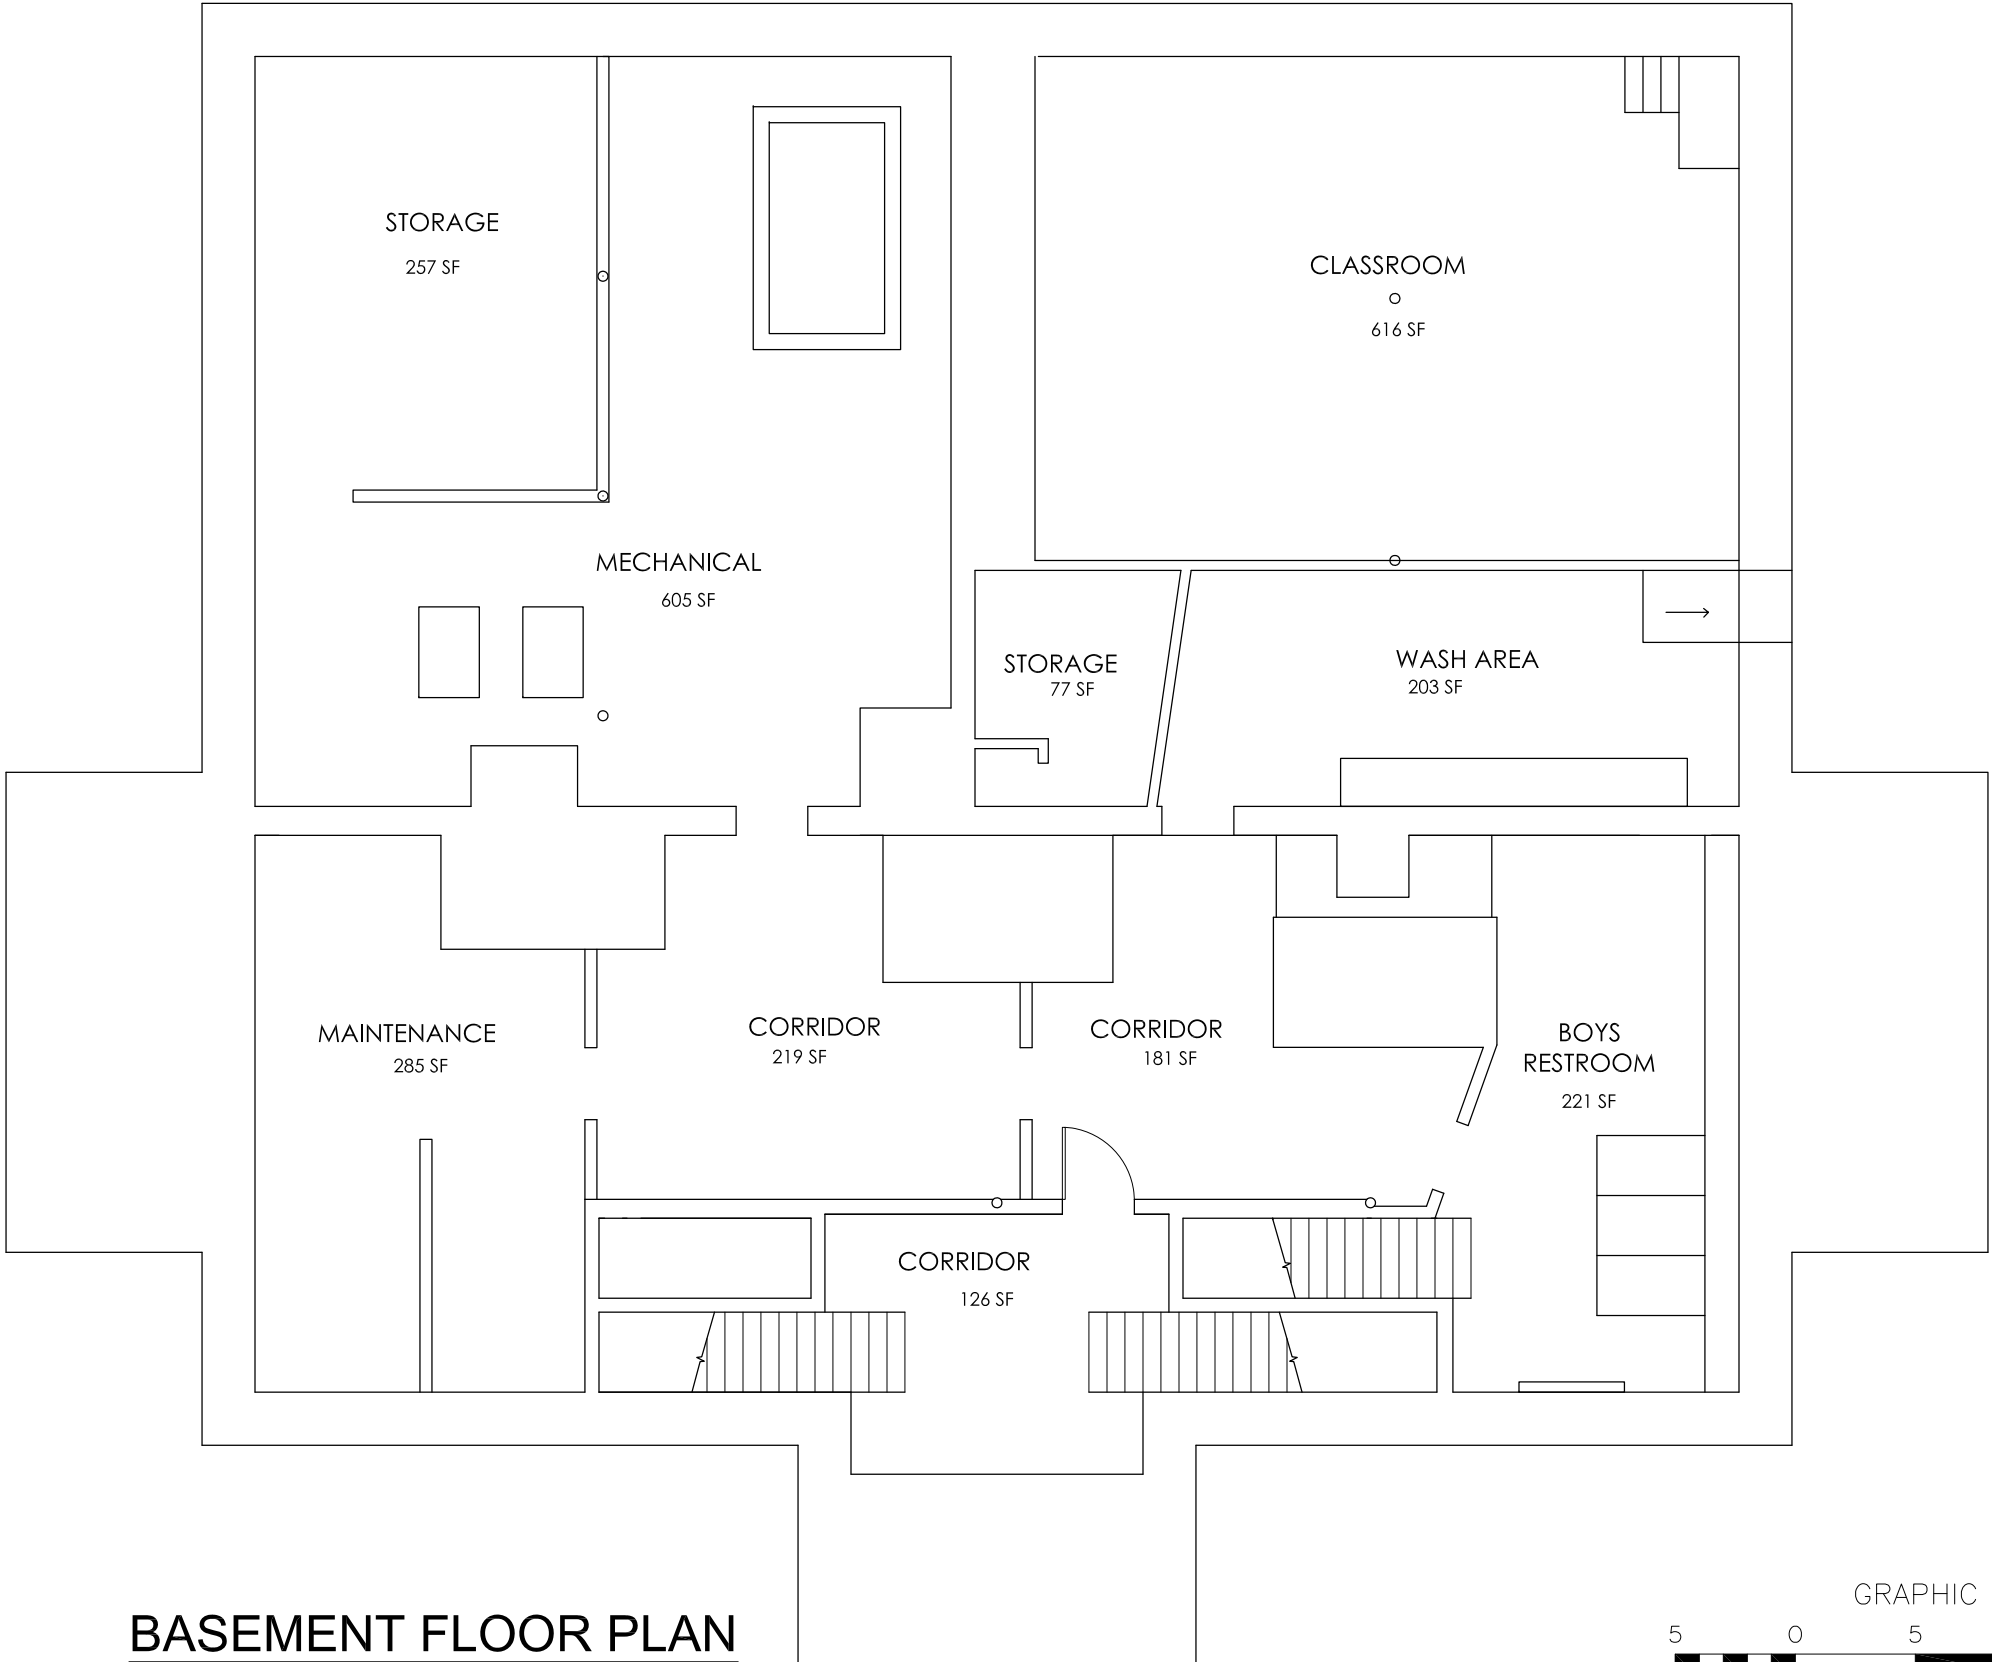 STORAGE
257 SF
CLASSROOM
616 SF
MECHANICAL
605 SF
STORAGE
77 SF
WASH AREA
203 SF
MAINTENANCE
285 SF
CORRIDOR
219 SF
CORRIDOR
181 SF
BOYS
RESTROOM
221 SF
CORRIDOR
126 SF
BASEMENT FLOOR PLAN
GRAPHIC
5 0 5